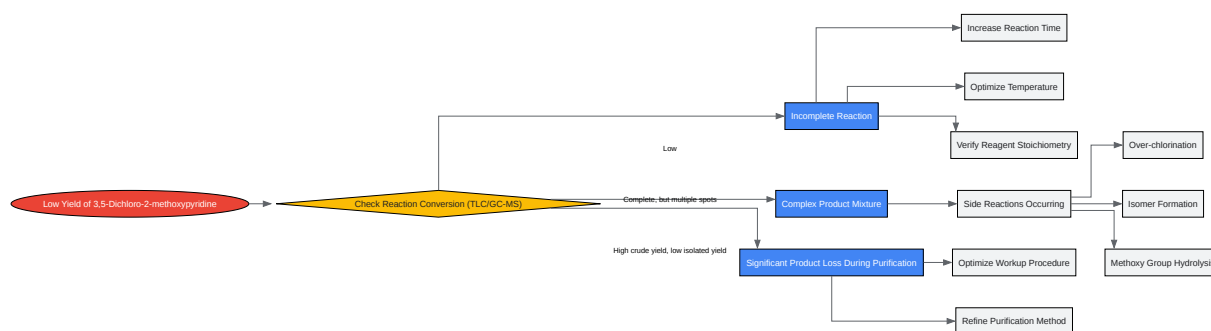 Increase Reaction Time
Optimize Temperature
Incomplete Reaction
Verify Reagent Stoichiometry
Over-chlorination
Low
Low Yield of 3,5-Dichloro-2-methoxypyridine
Check Reaction Conversion (TLC/GC-MS)
Complete, but multiple spots
Complex Product Mixture
Side Reactions Occurring
Isomer Formation
High crude yield, low isolated yield
Significant Product Loss During Purification
Optimize Workup Procedure
Methoxy Group Hydrolysis
Refine Purification Method